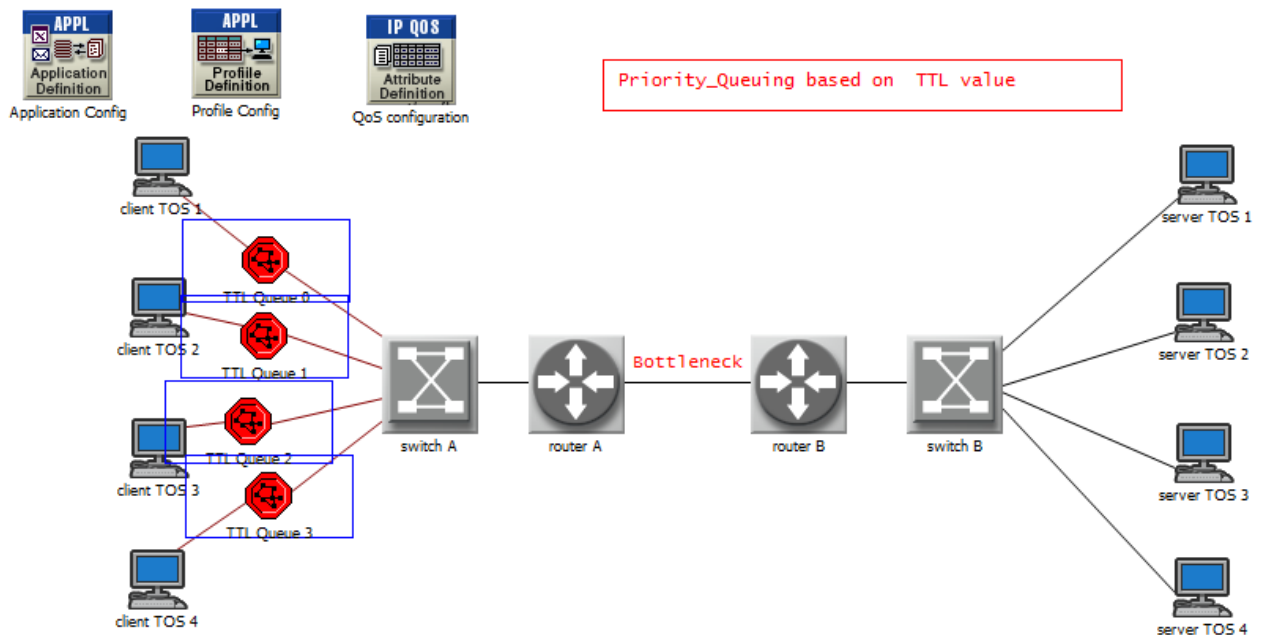 APPL
Application
Definition
Application Config
APPL
Profile
Definition
Profile Config
IP QOS
Attribute
Definition
QoS configuration
Priority_Queuing based on TTL value
client TOS 1
TTL Queue 0
client TOS 2
TTL Queue 1
client TOS 3
TTL Queue 2
TTL Queue 3
client TOS 4
switch A
router A
Bottleneck
router B
switch B
server TOS 1
server TOS 2
server TOS 3
server TOS 4